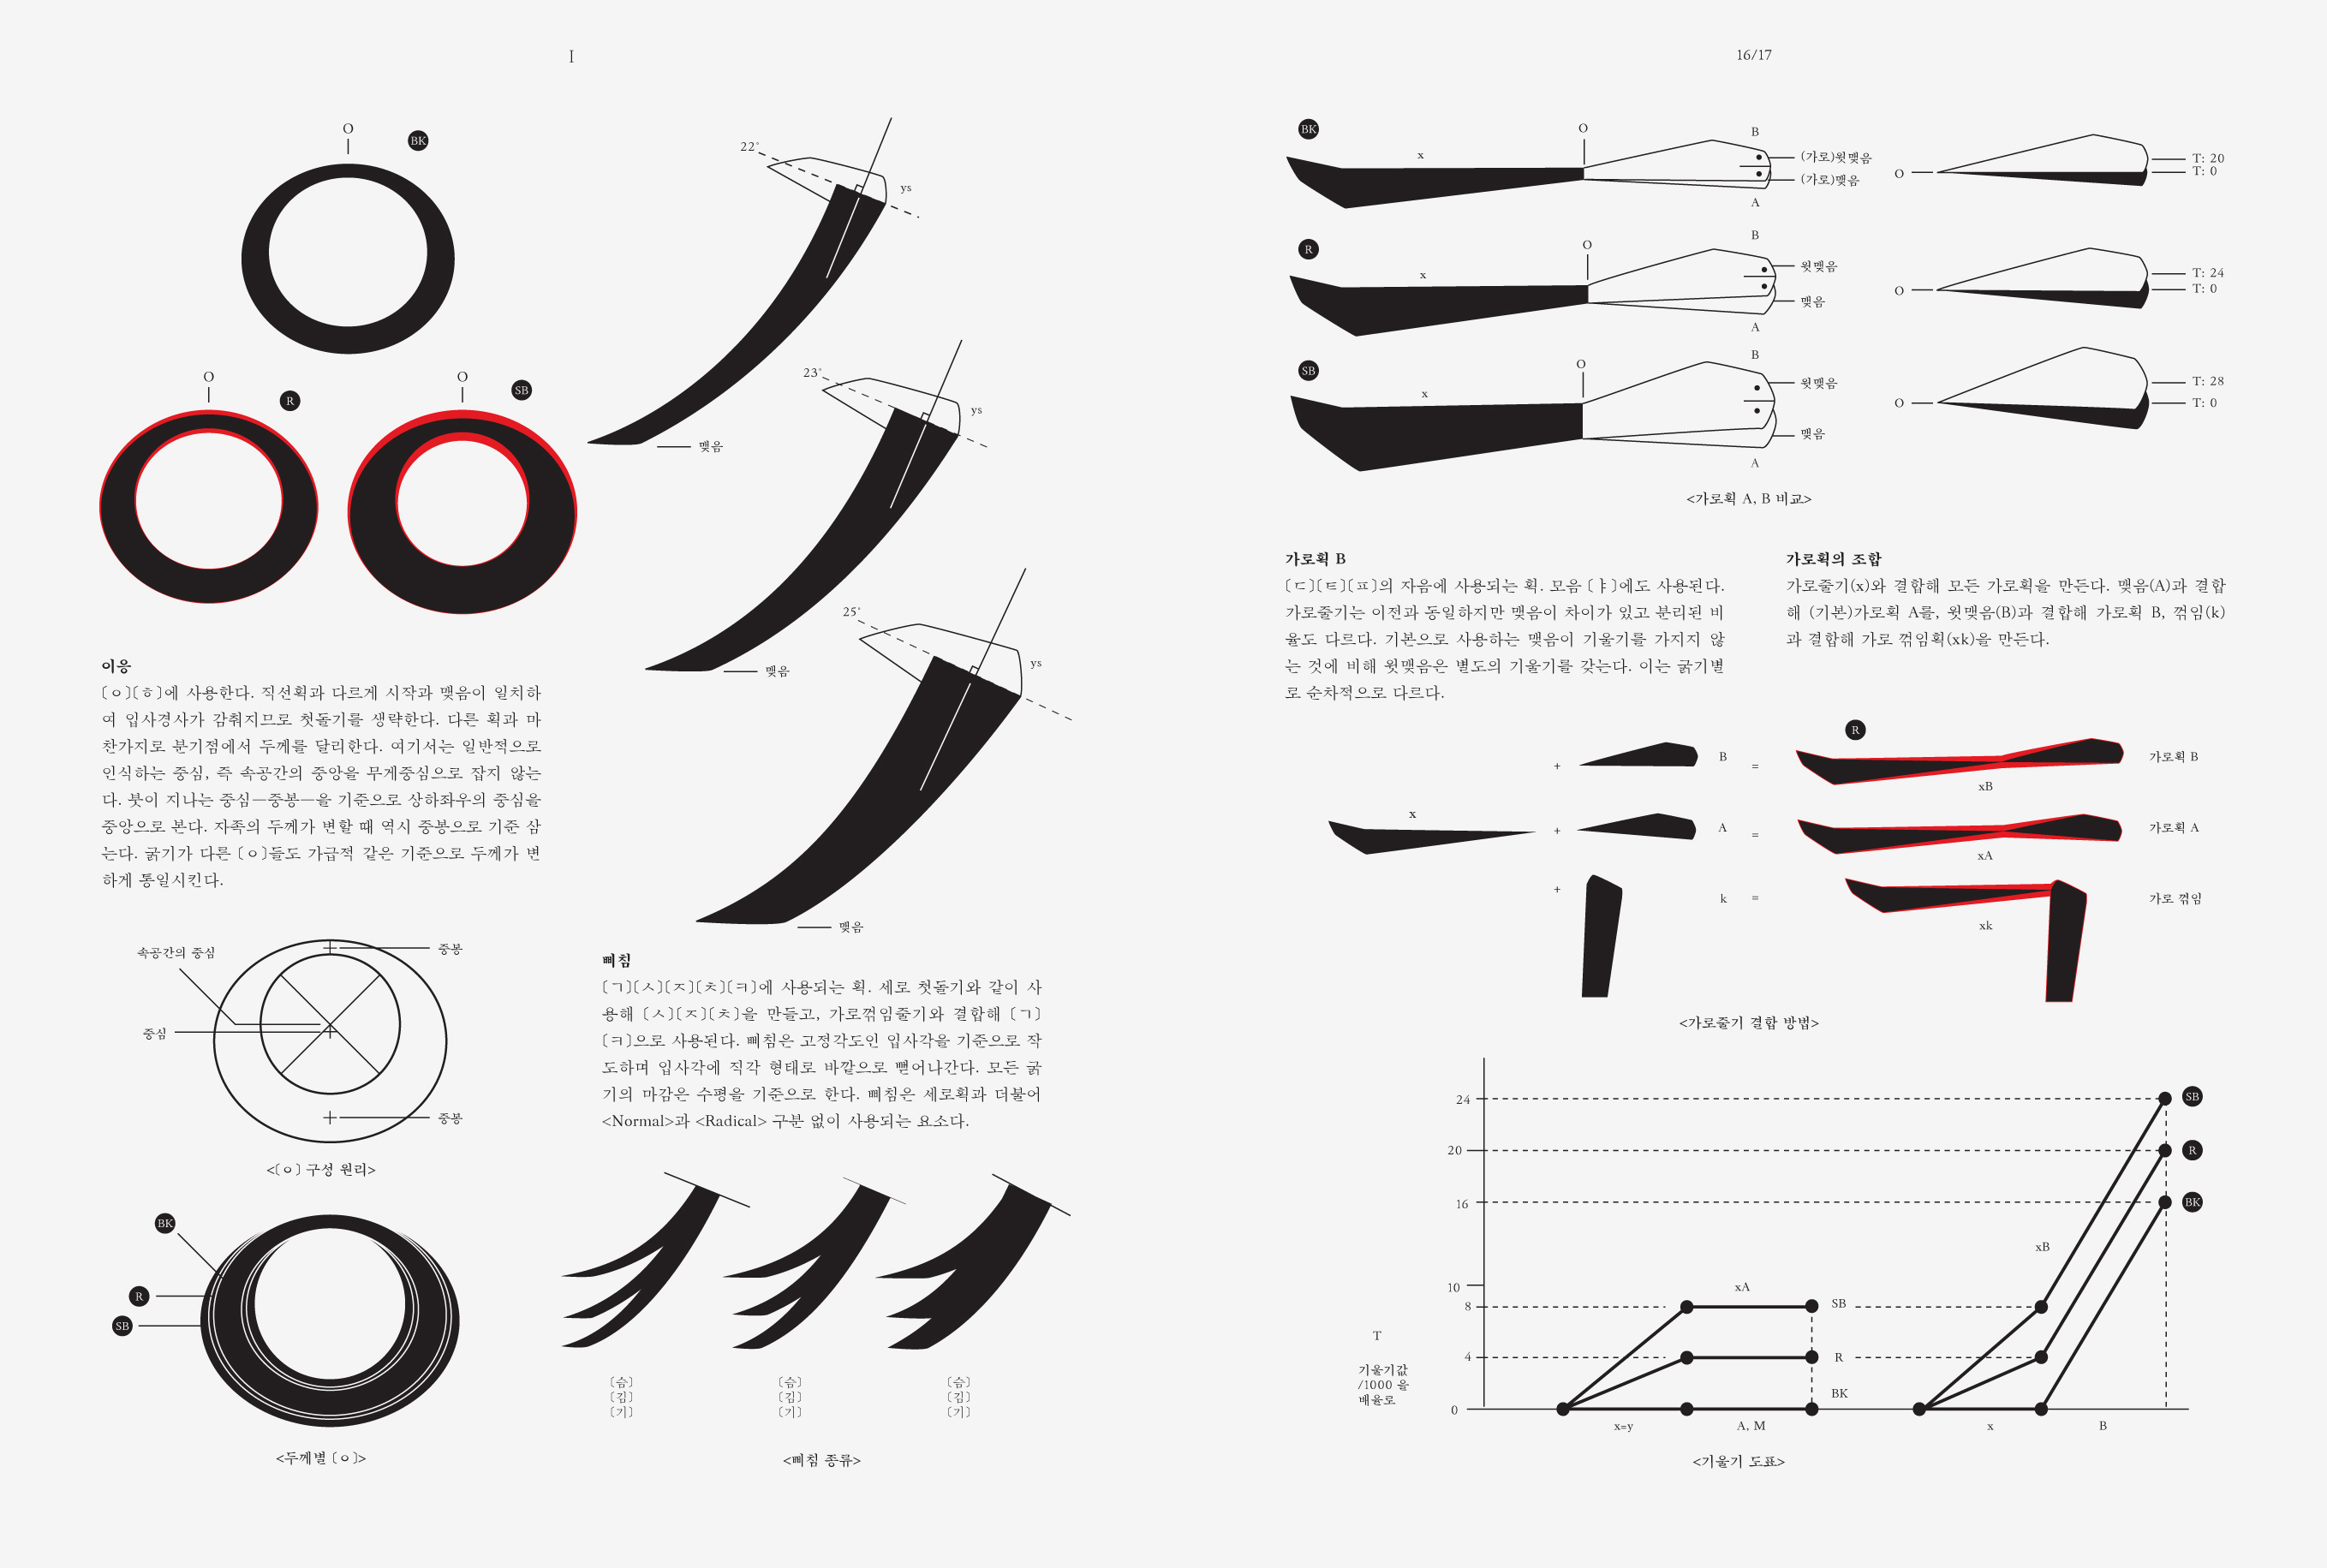 I
16/17
O
BK
O
R
O
SB
22°
ys
맺음
23°
ys
맺음
25°
ys
맺음
이응
〔ㅇ〕〔ㅎ〕에 사용한다. 직선획과 다르게 시작과 맺음이 일치하
여 입사경사가 감춰지므로 첫돌기를 생략한다. 다른 획과 마
찬가지로 분기점에서 두께를 달리한다. 여기서는 일반적으로
인식하는 중심, 즉 속공간의 중앙을 무게중심으로 잡지 않는
다. 붓이 지나는 중심—중봉—을 기준으로 상하좌우의 중심을
중앙으로 본다. 자족의 두께가 변할 때 역시 중봉으로 기준 삼
는다. 굵기가 다른 〔ㅇ〕들도 가급적 같은 기준으로 두께가 변
하게 통일시킨다.
속공간의 중심
중심
중봉
중봉
<〔ㅇ〕 구성 원리>
BK
R
SB
<두께별 〔ㅇ〕>
삐침
〔ㄱ〕〔ㅅ〕〔ㅈ〕〔ㅊ〕〔ㅋ〕에 사용되는 획. 세로 첫돌기와 같이 사
용해 〔ㅅ〕〔ㅈ〕〔ㅊ〕을 만들고, 가로꺾임줄기와 결합해 〔ㄱ〕
〔ㅋ〕으로 사용된다. 삐침은 고정각도인 입사각을 기준으로 작
도하며 입사각에 직각 형태로 바깥으로 뻗어나간다. 모든 굵
기의 마감은 수평을 기준으로 한다. 삐침은 세로획과 더불어
<Normal>과 <Radical> 구분 없이 사용되는 요소다.
〔슴〕
〔김〕
〔기〕
〔슴〕
〔김〕
〔기〕
〔슴〕
〔김〕
〔기〕
<삐침 종류>
BK
x
O
B
(가로)윗맺음
(가로)맺음
A
O
T: 20
T: 0
R
x
O
B
윗맺음
맺음
A
O
T: 24
T: 0
SB
x
O
B
윗맺음
맺음
A
O
T: 28
T: 0
<가로획 A, B 비교>
가로획 B
〔ㄷ〕〔ㅌ〕〔ㅍ〕의 자음에 사용되는 획. 모음 〔ㅑ〕에도 사용된다.
가로줄기는 이전과 동일하지만 맺음이 차이가 있고 분리된 비
율도 다르다. 기본으로 사용하는 맺음이 기울기를 가지지 않
는 것에 비해 윗맺음은 별도의 기울기를 갖는다. 이는 굵기별
로 순차적으로 다르다.
가로획의 조합
가로줄기(x)와 결합해 모든 가로획을 만든다. 맺음(A)과 결합
해 (기본)가로획 A를, 윗맺음(B)과 결합해 가로획 B, 꺾임(k)
과 결합해 가로 꺾임획(xk)을 만든다.
R
+
B
=
xB
가로획 B
x
+
A
=
xA
가로획 A
+
k
=
xk
가로 꺾임
<가로줄기 결합 방법>
24
20
16
10
8
4
0
T
기울기값
/1000 을
배율로
xA
SB
R
BK
x=y
A, M
xB
x
B
SB
R
BK
<기울기 도표>